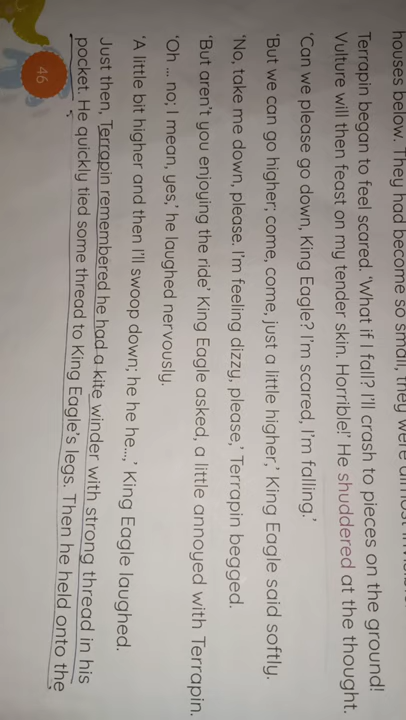 houses below. They had become so small, they were almost
Terrapin began to feel scared. 'What if I fall? I'll crash to pieces on the ground!
Vulture will then feast on my tender skin. Horrible!' He shuddered at the thought.
'Can we please go down, King Eagle? I'm scared, I'm falling.'
'But we can go higher; come, come, just a little higher,' King Eagle said softly.
'No, take me down, please. I'm feeling dizzy, please,' Terrapin begged.
'But aren't you enjoying the ride' King Eagle asked, a little annoyed with Terrapin.
'Oh ... no; I mean, yes,' he laughed nervously.
'A little bit higher and then I'll swoop down; he he he...,' King Eagle laughed.
Just then, Terrapin remembered he had a kite winder with strong thread in his
pocket. He quickly tied some thread to King Eagle's legs. Then he held onto the
46